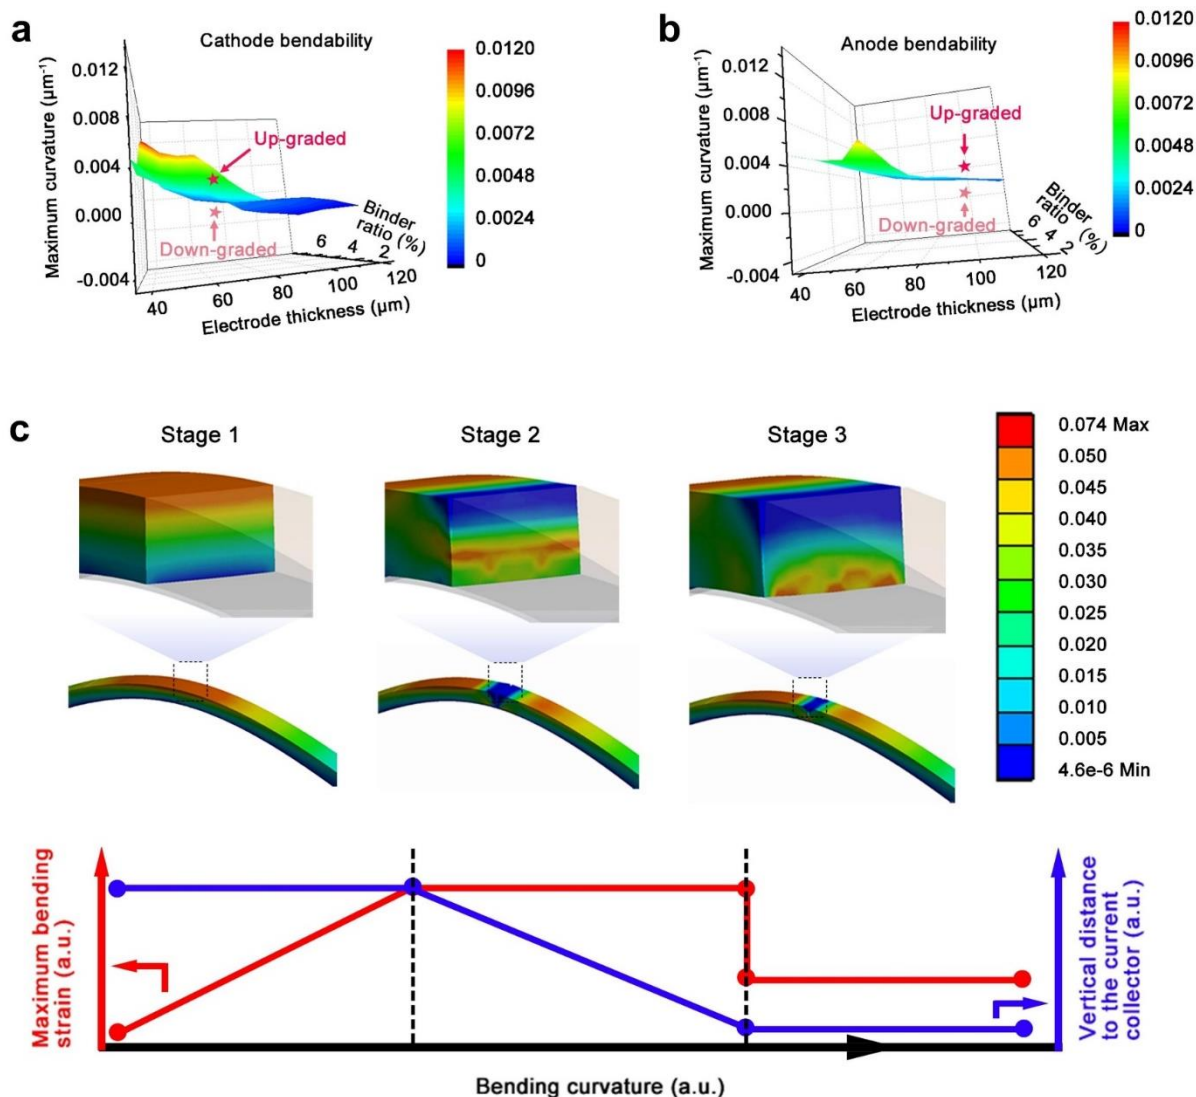 a
Cathode bendability
Maximum curvature (µm⁻¹)
0.012
0.008
0.004
0.000
-0.004
Up-graded
Down-graded
40
60
80
100
120
Electrode thickness (µm)
Binder
ratio (%)
6
4
2
0.0120
0.0096
0.0072
0.0048
0.0024
0
b
Anode bendability
Maximum curvature (µm⁻¹)
0.012
0.008
0.004
0.000
-0.004
Up-graded
Down-graded
40
60
80
100
120
Electrode thickness (µm)
Binder
ratio (%)
6
4
2
0.0120
0.0096
0.0072
0.0048
0.0024
0
c
Stage 1
Stage 2
Stage 3
0.074 Max
0.050
0.045
0.040
0.035
0.030
0.025
0.020
0.015
0.010
0.005
4.6e-6 Min
Maximum bending
strain (a.u.)
Vertical distance
to the current
collector (a.u.)
Bending curvature (a.u.)